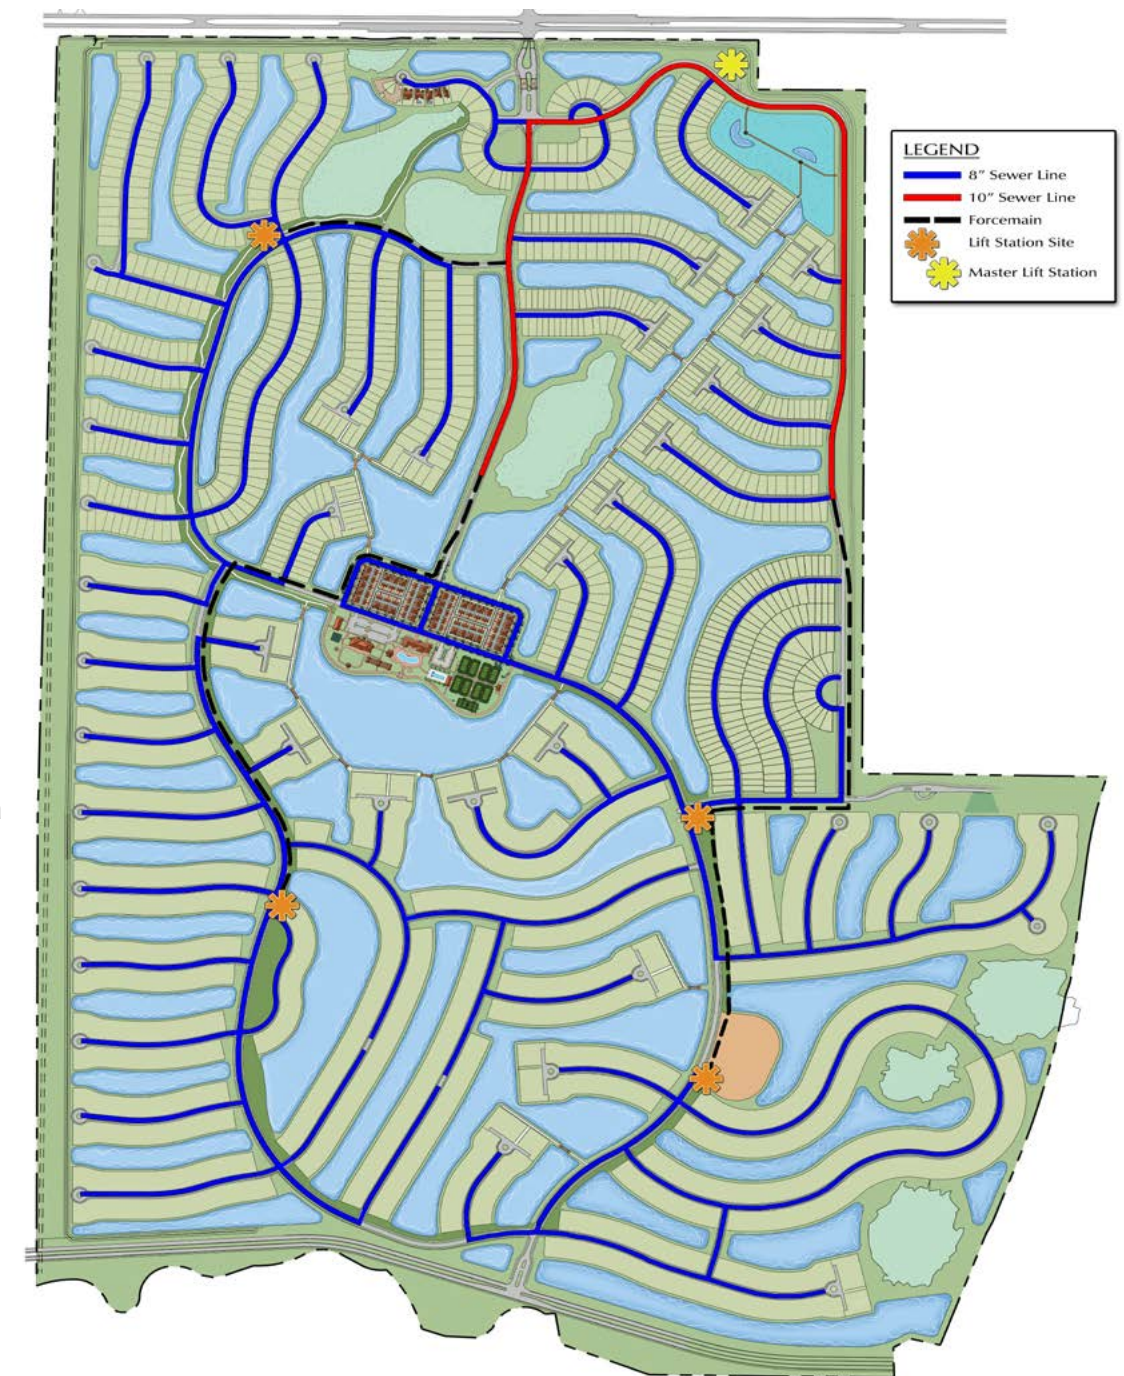 LEGEND
8" Sewer Line
10" Sewer Line
Forcemain
Lift Station Site
Master Lift Station